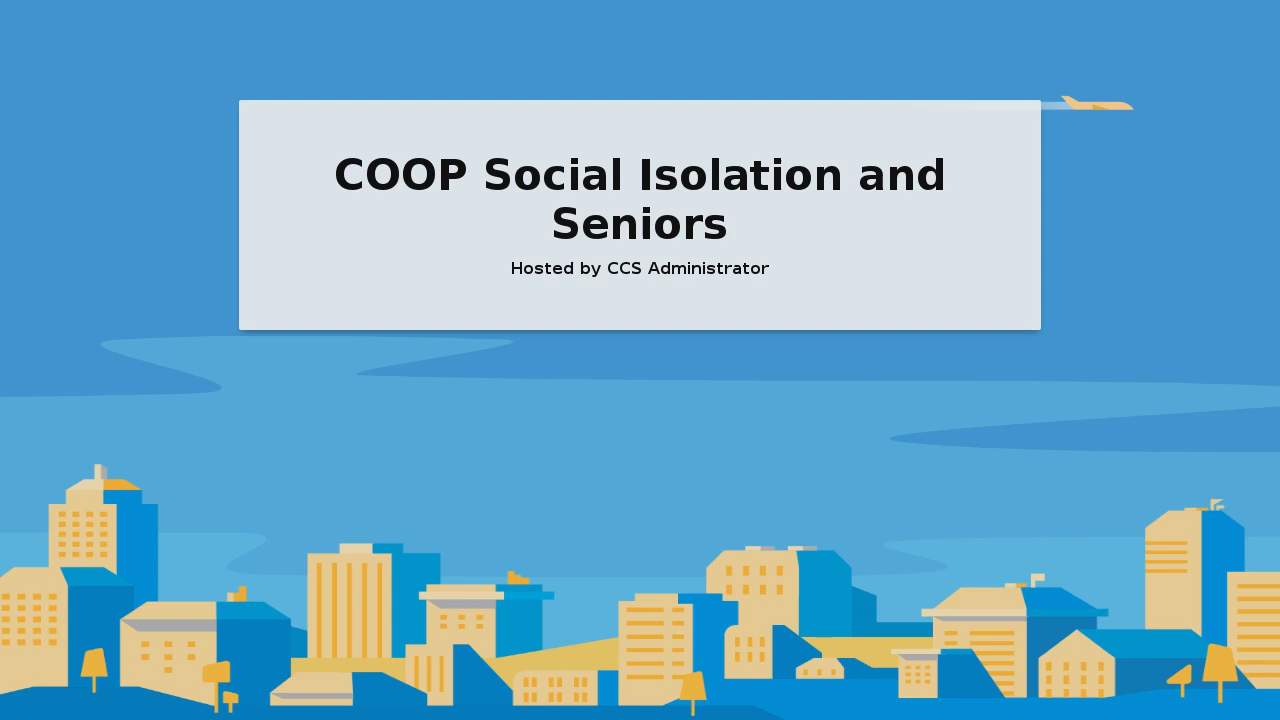 COOP Social Isolation and
Seniors
Hosted by CCS Administrator